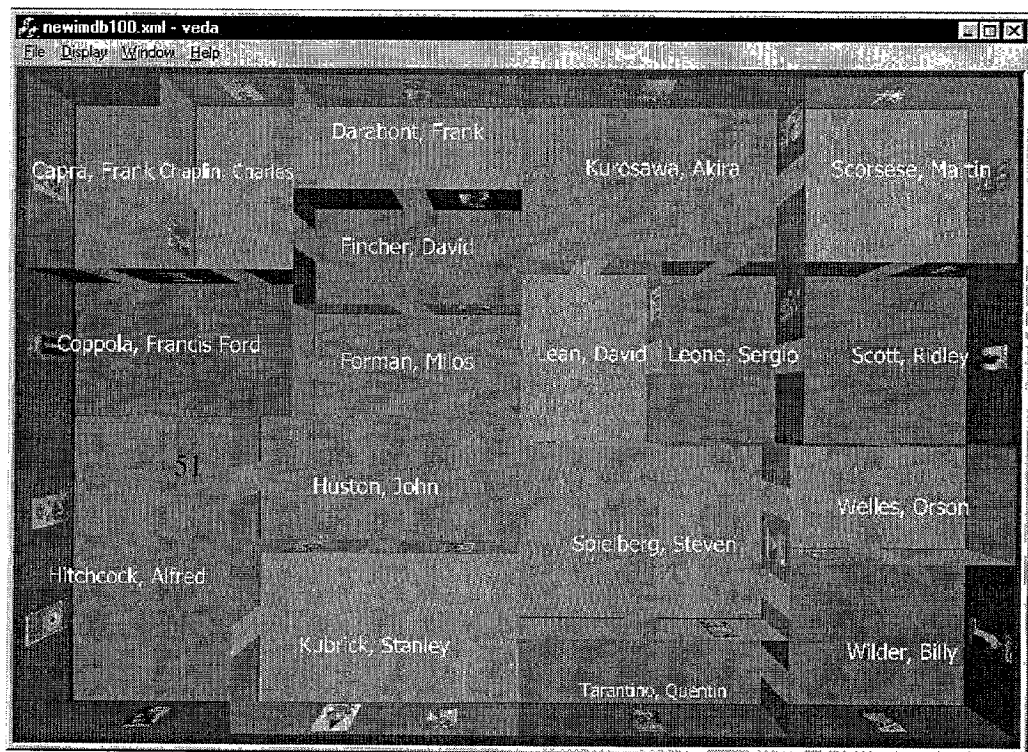 newimdb100.xml - veda
File Display Window Help
Darabont, Frank
Capra, Frank Chaplin, Charles
Kurosawa, Akira
Scorsese, Martin
Fincher, David
Coppola, Francis Ford
Forman, Milos
Lean, David
Leone, Sergio
Scott, Ridley
51
Huston, John
Welles, Orson
Spielberg, Steven
Hitchcock, Alfred
Kubrick, Stanley
Wilder, Billy
Tarantino, Quentin